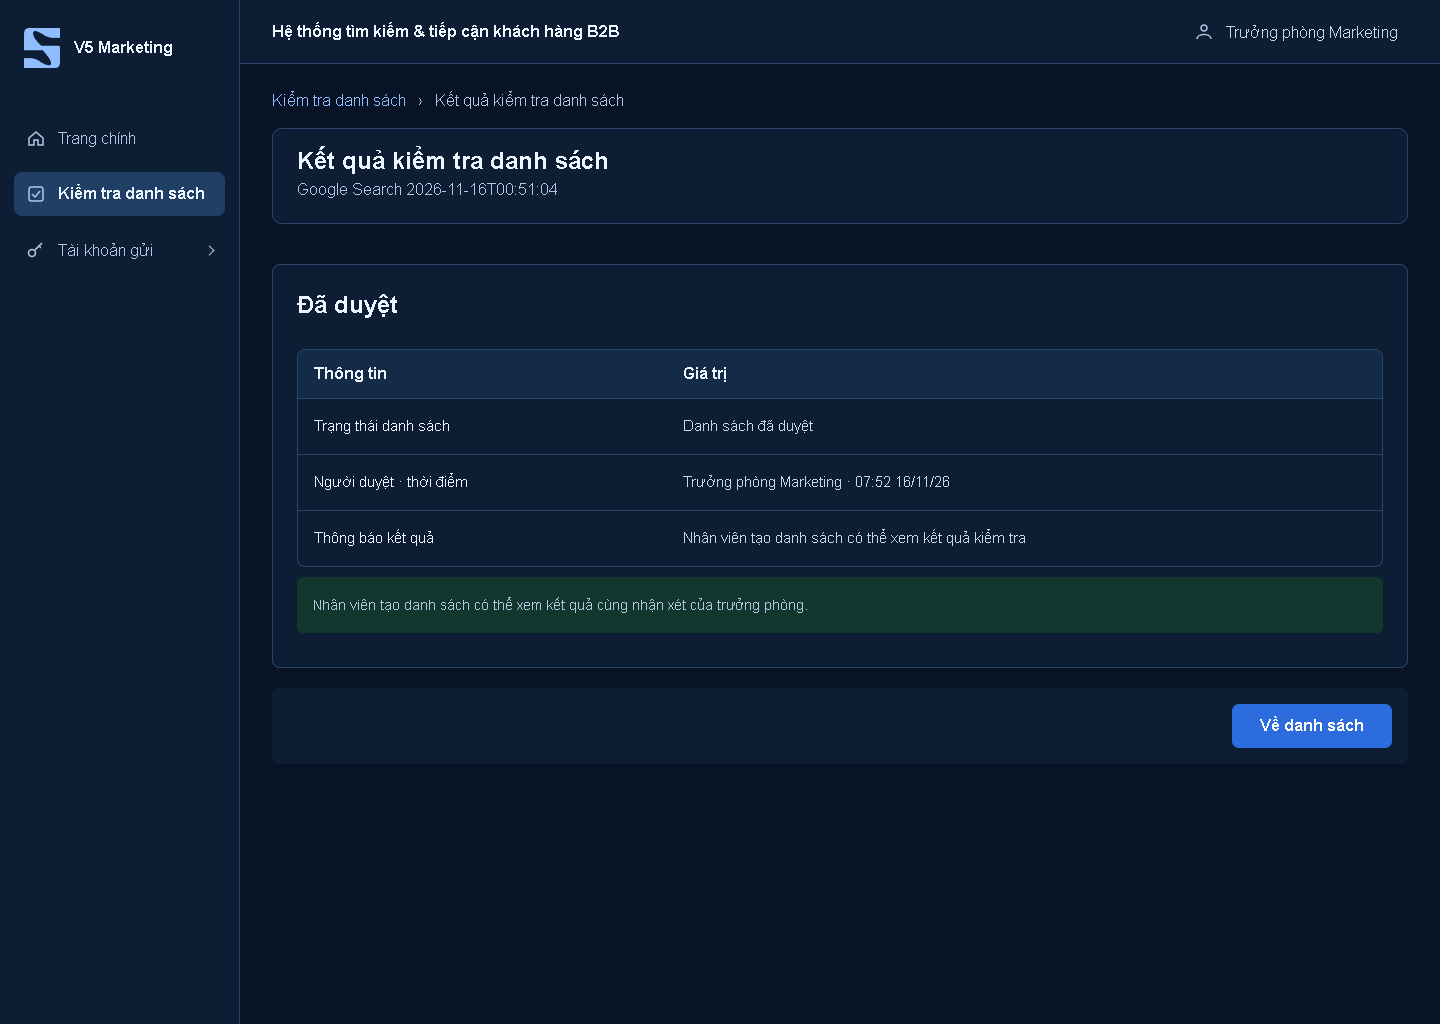 V5 Marketing
Hệ thống tìm kiếm & tiếp cận khách hàng B2B
Trưởng phòng Marketing
Trang chính
Kiểm tra danh sách
Tài khoản gửi
Kiểm tra danh sách › Kết quả kiểm tra danh sách
Kết quả kiểm tra danh sách
Google Search 2026-11-16T00:51:04
Đã duyệt
Thông tin Giá trị
Trạng thái danh sách Danh sách đã duyệt
Người duyệt · thời điểm Trưởng phòng Marketing · 07:52 16/11/26
Thông báo kết quả Nhân viên tạo danh sách có thể xem kết quả kiểm tra
Nhân viên tạo danh sách có thể xem kết quả cùng nhận xét của trưởng phòng.
Về danh sách